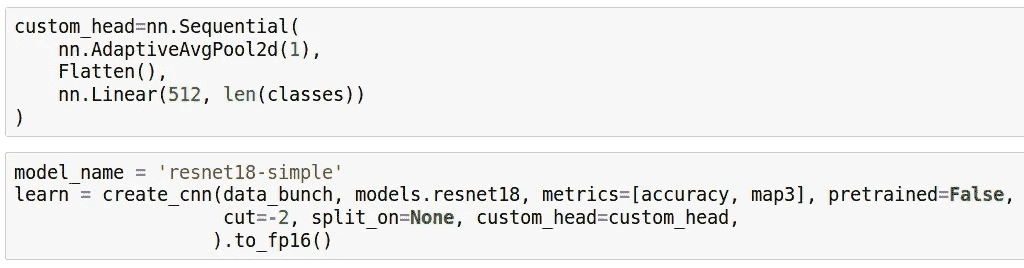 custom_head=nn.Sequential(
    nn.AdaptiveAvgPool2d(1),
    Flatten(),
    nn.Linear(512, len(classes))
)
model_name = 'resnet18-simple'
learn = create_cnn(data_bunch, models.resnet18, metrics=[accuracy, map3], pretrained=False,
                   cut=-2, split_on=None, custom_head=custom_head,
                  ).to_fp16()